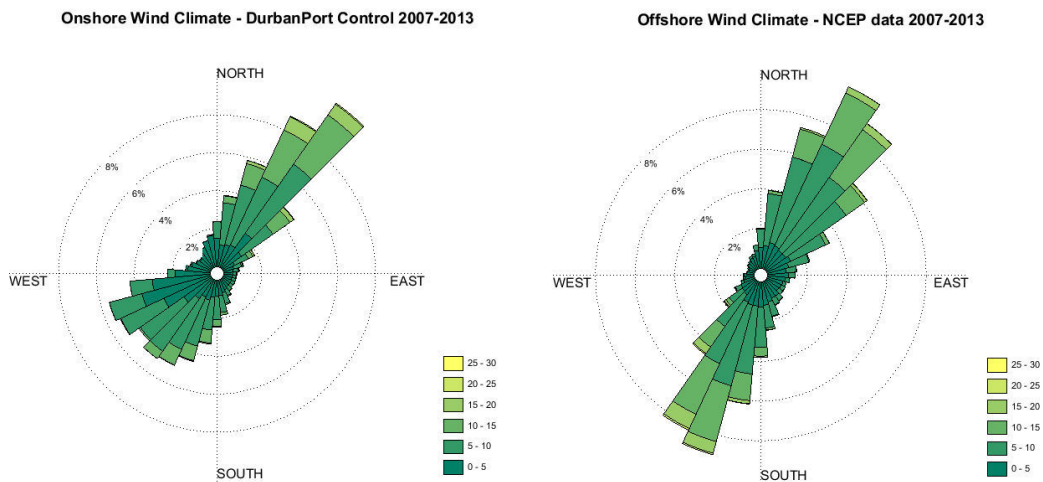 Onshore Wind Climate - DurbanPort Control 2007-2013
NORTH
8%
6%
4%
2%
WEST
EAST
SOUTH
25 - 30
20 - 25
15 - 20
10 - 15
5 - 10
0 - 5
Offshore Wind Climate - NCEP data 2007-2013
NORTH
8%
6%
4%
2%
WEST
EAST
SOUTH
25 - 30
20 - 25
15 - 20
10 - 15
5 - 10
0 - 5